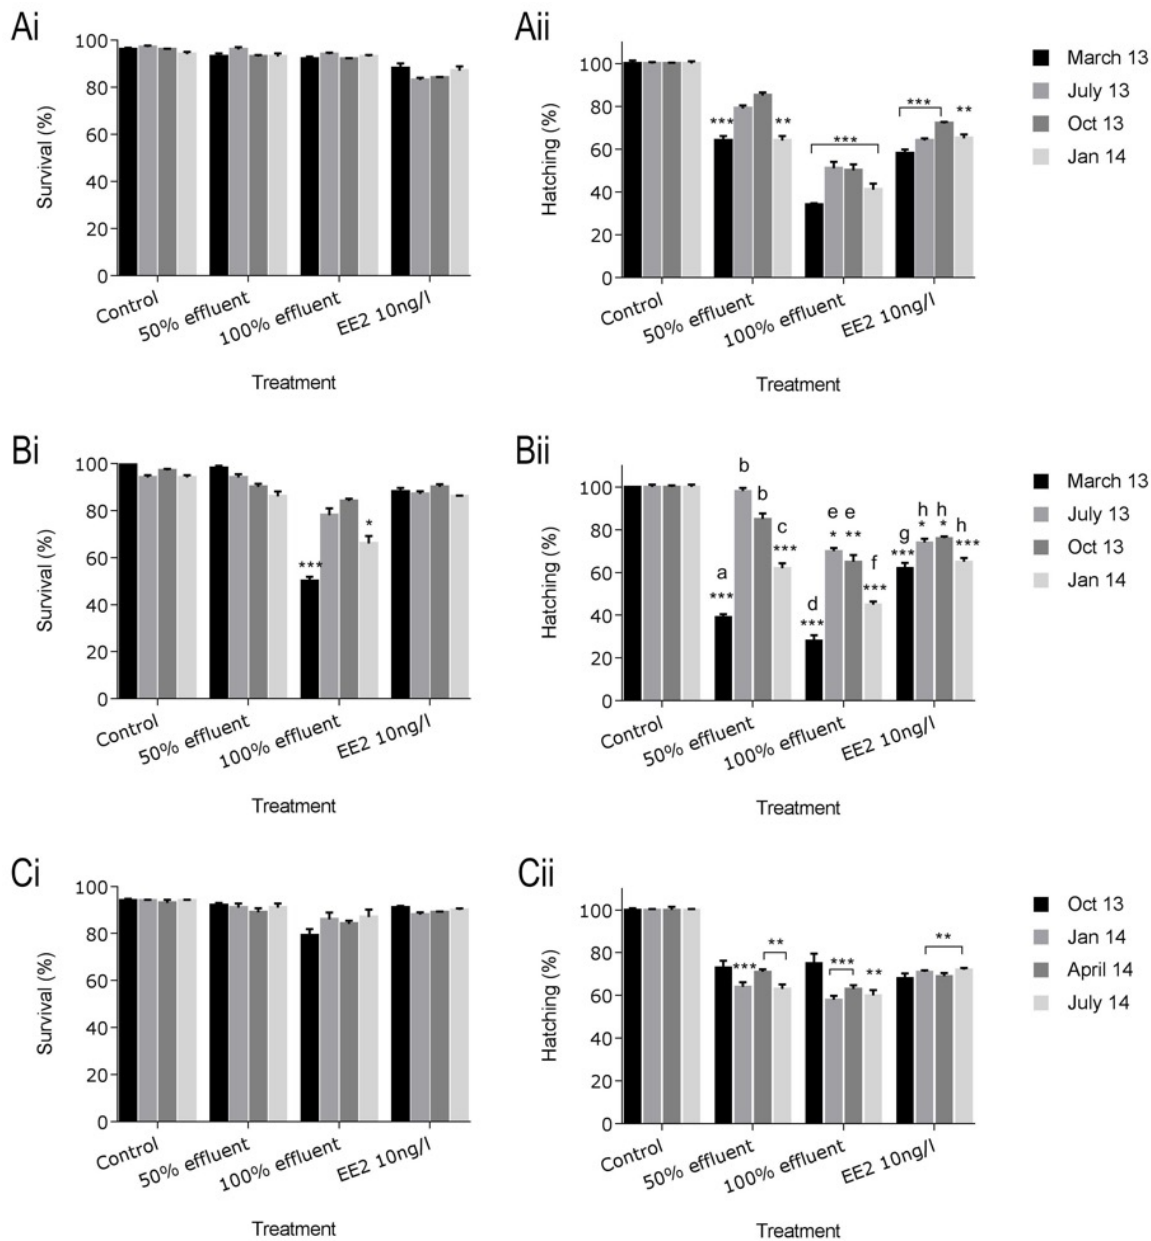 Ai
Survival (%)
100
80
60
40
20
0
Control
50% effluent
100% effluent
EE2 10ng/l
Treatment
Aii
Hatching (%)
100
80
60
40
20
0
***
**
***
***
**
Control
50% effluent
100% effluent
EE2 10ng/l
Treatment
March 13
July 13
Oct 13
Jan 14
Bi
Survival (%)
100
80
60
40
20
0
***
*
Control
50% effluent
100% effluent
EE2 10ng/l
Treatment
Bii
Hatching (%)
100
80
60
40
20
0
a
***
b
b
c
***
d
***
e
*
e
**
f
***
g
***
h
*
h
*
h
***
Control
50% effluent
100% effluent
EE2 10ng/l
Treatment
March 13
July 13
Oct 13
Jan 14
Ci
Survival (%)
100
80
60
40
20
0
Control
50% effluent
100% effluent
EE2 10ng/l
Treatment
Cii
Hatching (%)
100
80
60
40
20
0
***
**
***
**
**
Control
50% effluent
100% effluent
EE2 10ng/l
Treatment
Oct 13
Jan 14
April 14
July 14